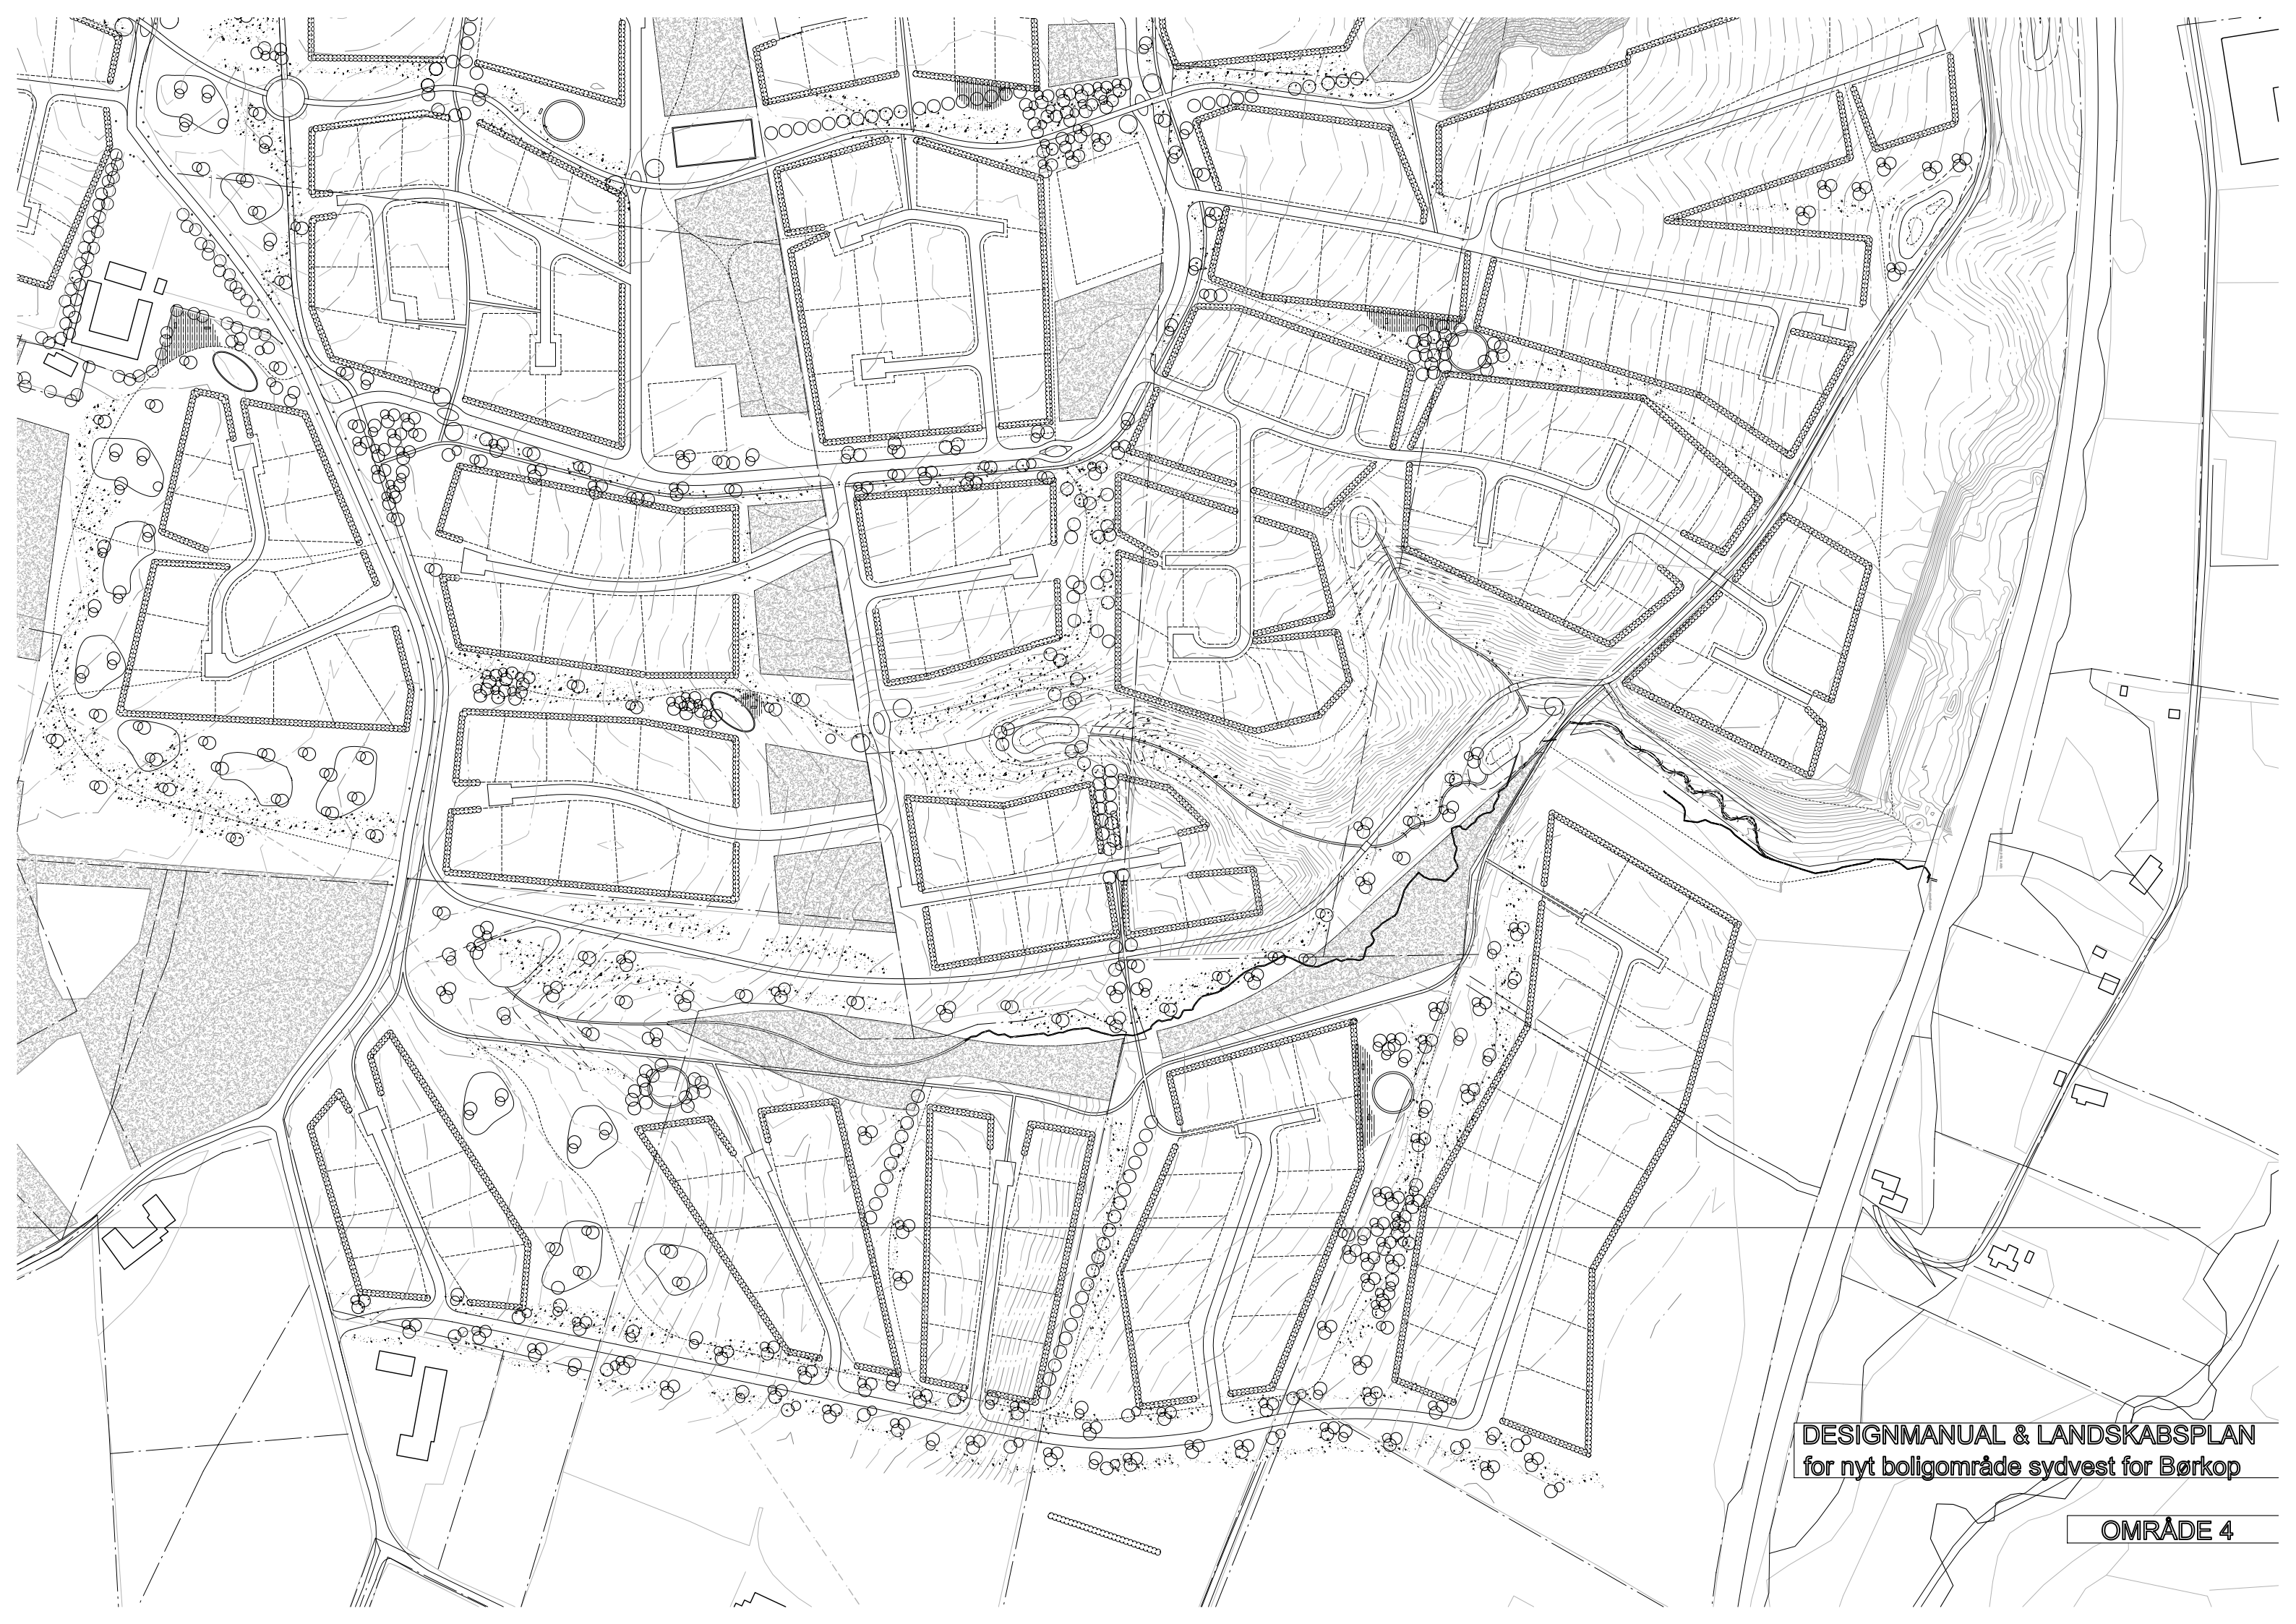 DESIGNMANUAL & LANDSKABSPLAN
for nyt boligområde sydvest for Børkop
OMRÅDE 4